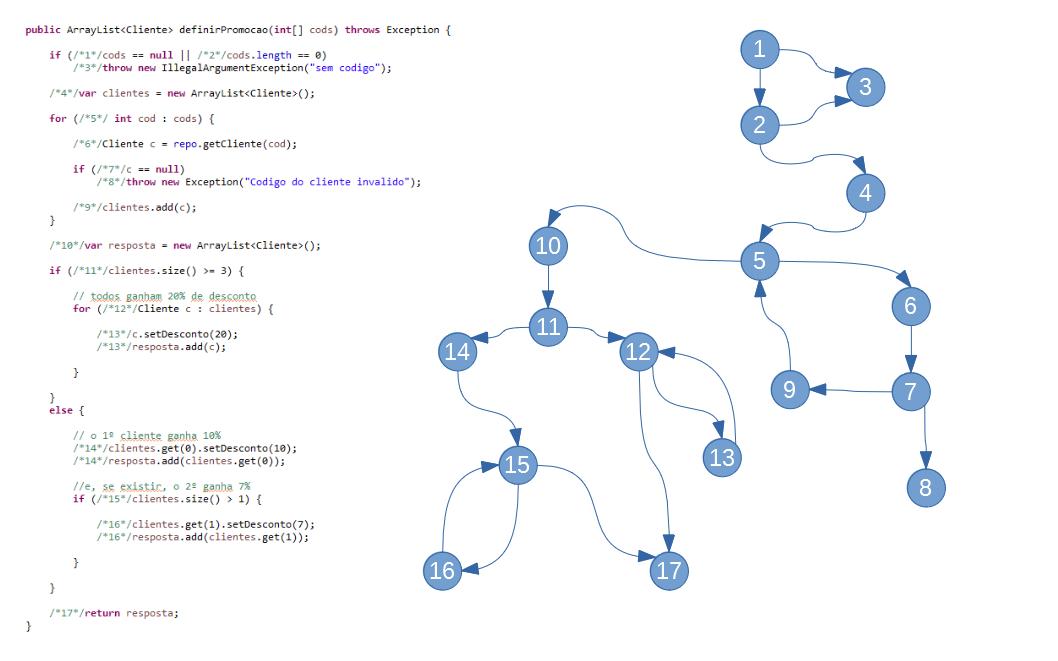 public ArrayList<Cliente> definirPromocao(int[] cods) throws Exception {
if (/*1*/cods == null || /*2*/cods.length == 0)
/*3*/throw new IllegalArgumentException("sem codigo");
/*4*/var clientes = new ArrayList<Cliente>();
for (/*5*/ int cod : cods) {
/*6*/Cliente c = repo.getCliente(cod);
if (/*7*/c == null)
/*8*/throw new Exception("Codigo do cliente invalido");
/*9*/clientes.add(c);
}
/*10*/var resposta = new ArrayList<Cliente>();
if (/*11*/clientes.size() >= 3) {
// todos ganham 20% de desconto
for (/*12*/Cliente c : clientes) {
/*13*/c.setDesconto(20);
/*13*/resposta.add(c);
}
}
else {
// o 1º cliente ganha 10%
/*14*/clientes.get(0).setDesconto(10);
/*14*/resposta.add(clientes.get(0));
//e, se existir, o 2º ganha 7%
if (/*15*/clientes.size() > 1) {
/*16*/clientes.get(1).setDesconto(7);
/*16*/resposta.add(clientes.get(1));
}
}
/*17*/return resposta;
}
1
3
2
4
10
5
6
11
14
12
9
7
13
15
8
16
17